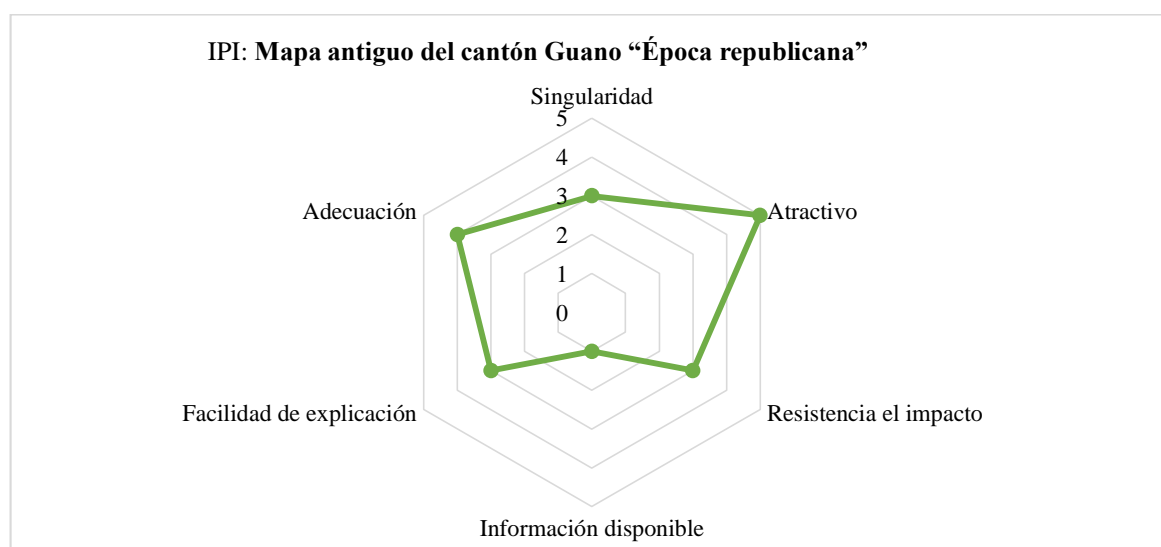 IPI: Mapa antiguo del cantón Guano “Época republicana”
Singularidad
5
4
3
2
1
0
Adecuación
Atractivo
Facilidad de explicación
Resistencia el impacto
Información disponible